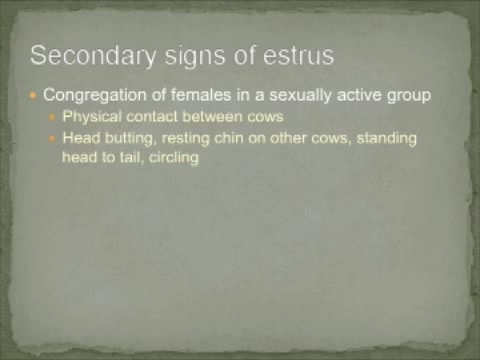 Secondary signs of estrus
• Congregation of females in a sexually active group
• Physical contact between cows
• Head butting, resting chin on other cows, standing
head to tail, circling